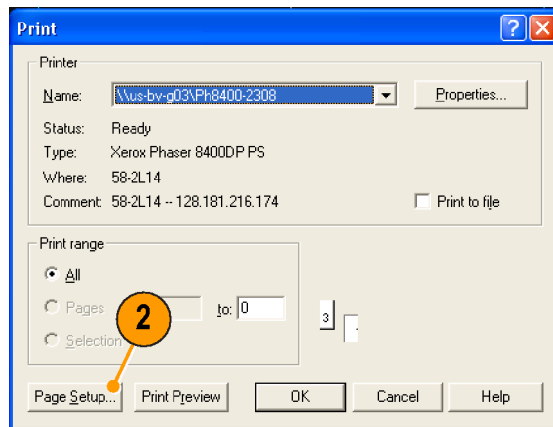 Print
Printer
Name: \\us-bv-g03\Ph8400-2308 Properties...
Status: Ready
Type: Xerox Phaser 8400DP PS
Where: 58-2L14
Comment: 58-2L14 -- 128.181.216.174 Print to file
Print range
All
Pages to: 0 3
Selection
2
Page Setup... Print Preview OK Cancel Help